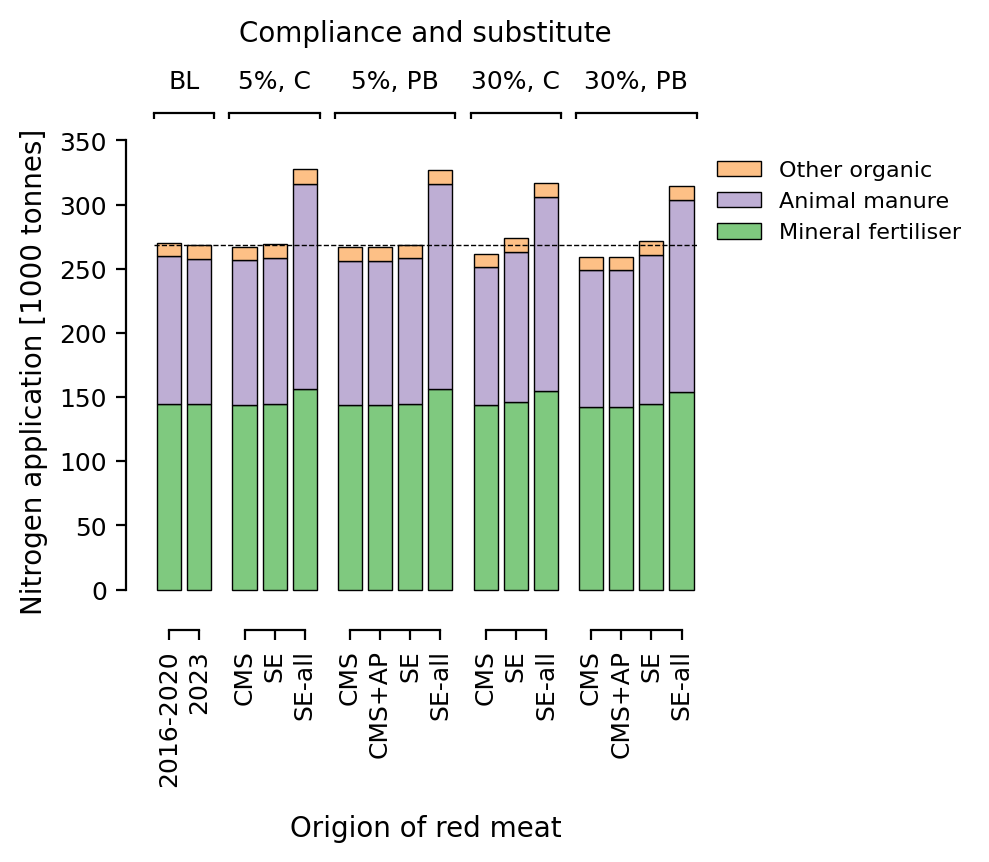 Compliance and substitute
BL
5%, C
5%, PB
30%, C
30%, PB
Nitrogen application [1000 tonnes]
350
300
250
200
150
100
50
0
Other organic
Animal manure
Mineral fertiliser
2016-2020
2023
CMS
SE
SE-all
CMS
CMS+AP
SE
SE-all
CMS
SE
SE-all
CMS
CMS+AP
SE
SE-all
Origion of red meat